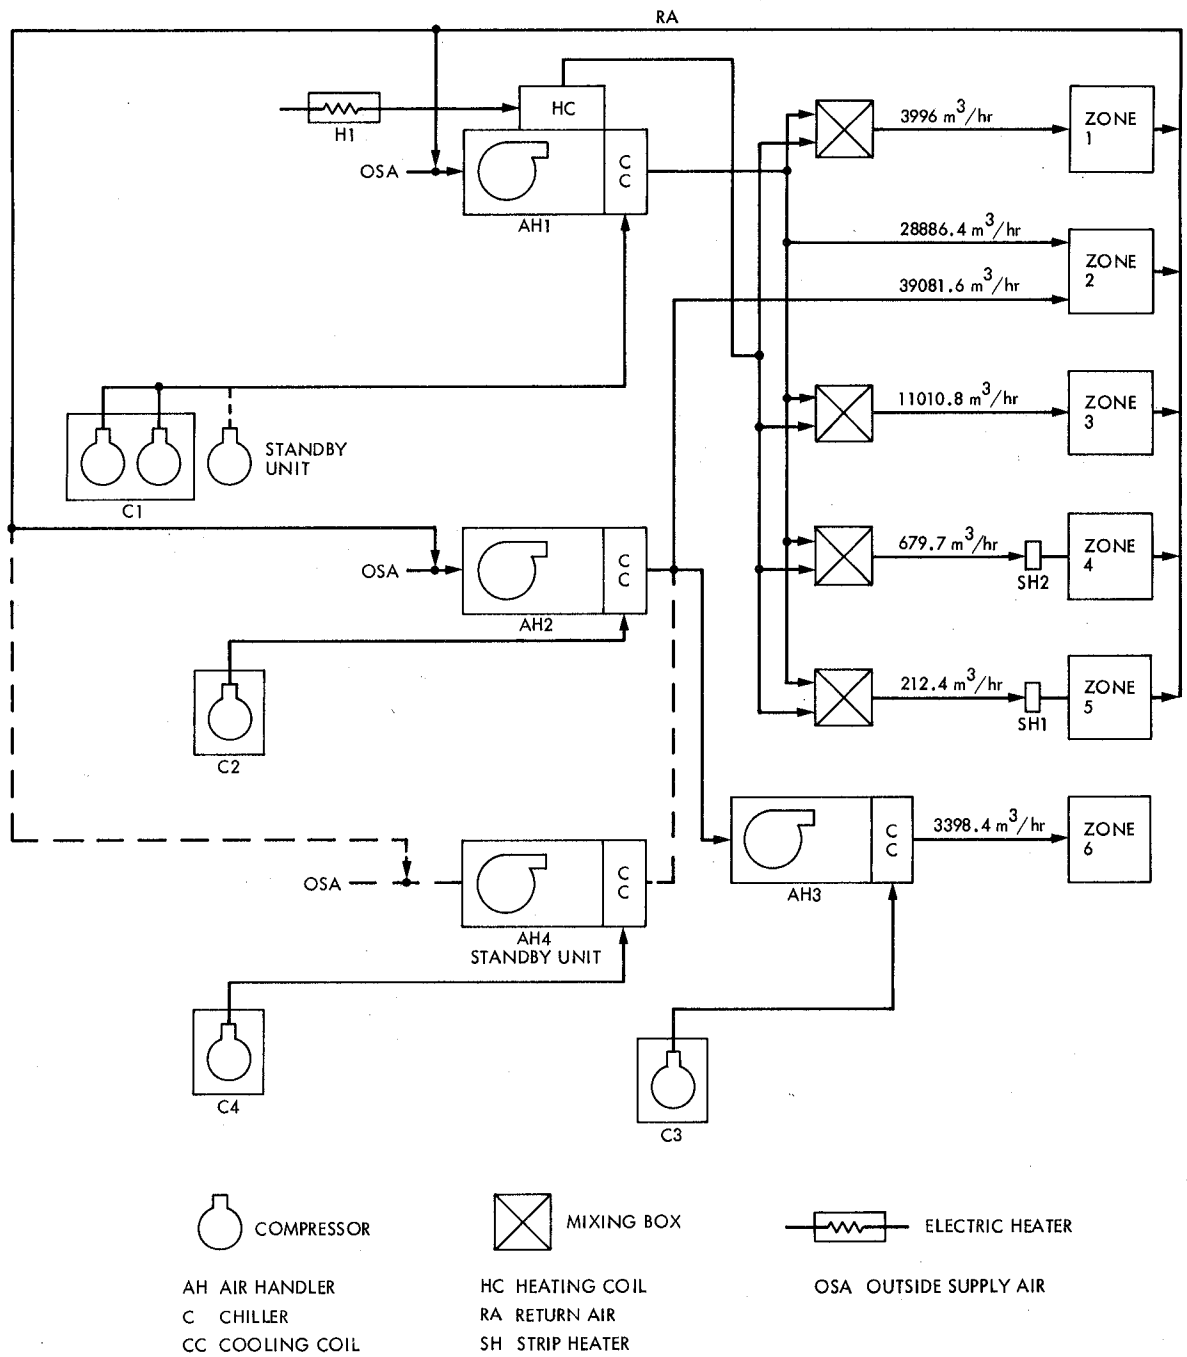 RA
HC
H1
3996 m³/hr
ZONE
1
OSA
C
C
AH1
28886.4 m³/hr
ZONE
2
39081.6 m³/hr
11010.8 m³/hr
ZONE
3
STANDBY
UNIT
C1
679.7 m³/hr
ZONE
4
SH2
OSA
C
C
AH2
212.4 m³/hr
ZONE
5
SH1
C2
3398.4 m³/hr
ZONE
6
C
C
AH3
OSA
C
C
AH4
STANDBY UNIT
C4
C3
COMPRESSOR
MIXING BOX
ELECTRIC HEATER
AH AIR HANDLER
HC HEATING COIL
OSA OUTSIDE SUPPLY AIR
C CHILLER
RA RETURN AIR
CC COOLING COIL
SH STRIP HEATER